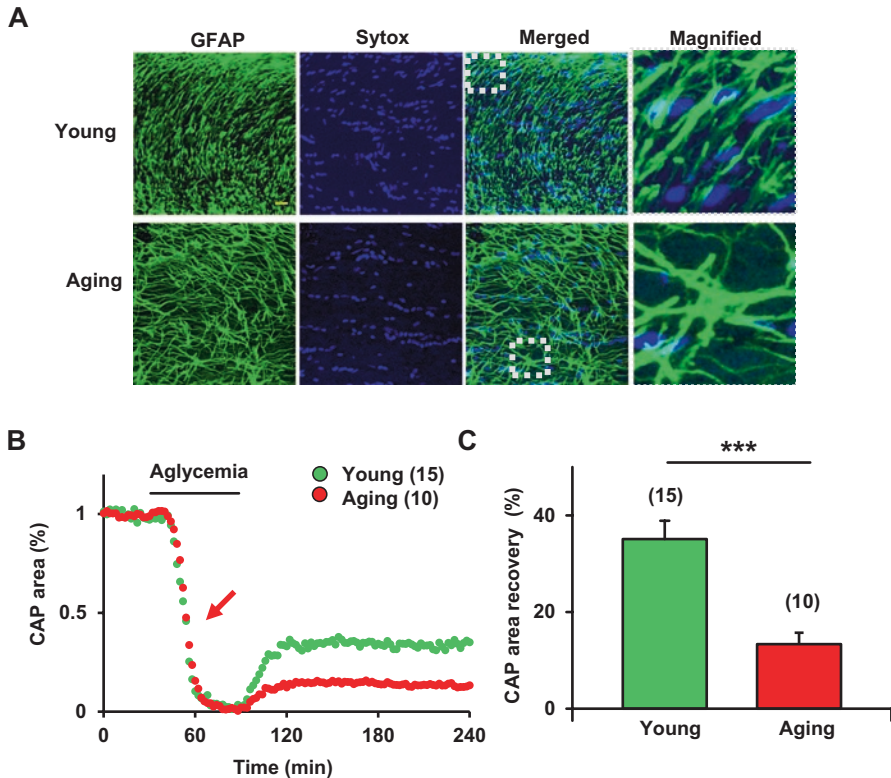 A
GFAP Sytox Merged Magnified
Young
Aging
B
Aglycemia
Young (15)
Aging (10)
CAP area (%)
1
0.5
0
0 60 120 180 240
Time (min)
C
***
CAP area recovery (%)
40
20
0
(15)
(10)
Young Aging